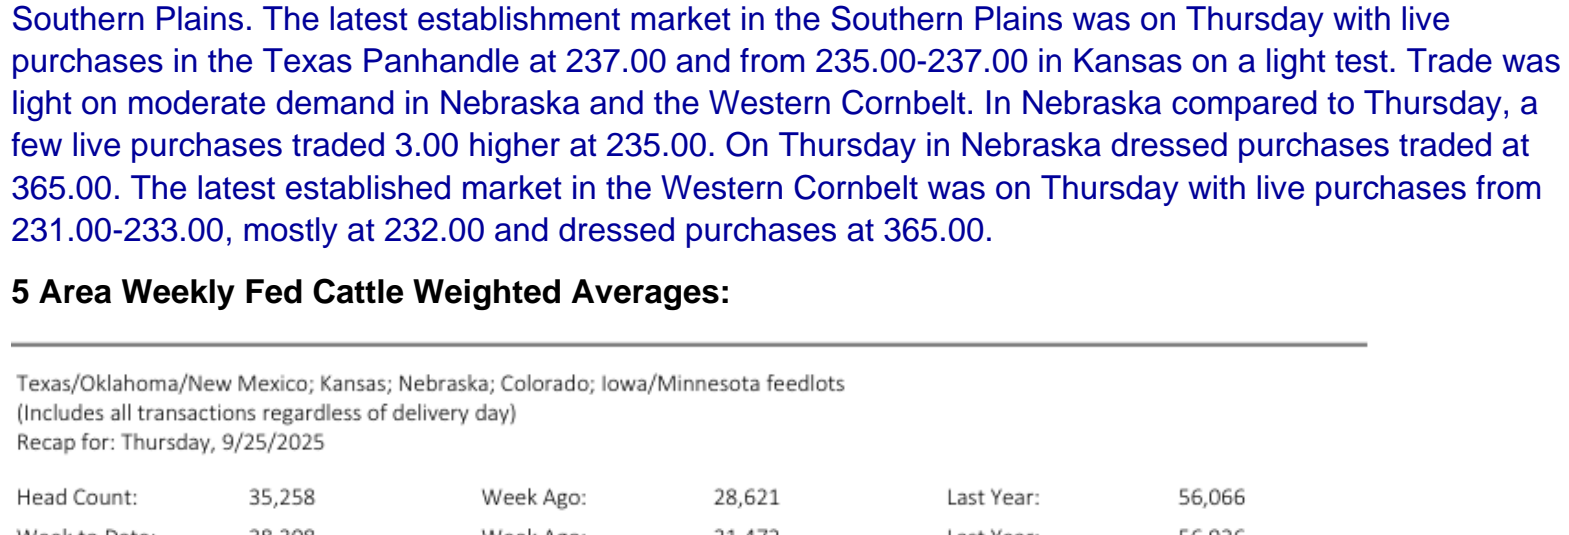 Southern Plains. The latest establishment market in the Southern Plains was on Thursday with live
purchases in the Texas Panhandle at 237.00 and from 235.00-237.00 in Kansas on a light test. Trade was
light on moderate demand in Nebraska and the Western Cornbelt. In Nebraska compared to Thursday, a
few live purchases traded 3.00 higher at 235.00. On Thursday in Nebraska dressed purchases traded at
365.00. The latest established market in the Western Cornbelt was on Thursday with live purchases from
231.00-233.00, mostly at 232.00 and dressed purchases at 365.00.
5 Area Weekly Fed Cattle Weighted Averages:
Texas/Oklahoma/New Mexico; Kansas; Nebraska; Colorado; Iowa/Minnesota feedlots
(Includes all transactions regardless of delivery day)
Recap for: Thursday, 9/25/2025
Head Count: 35,258 Week Ago: 28,621 Last Year: 56,066
Week to Date: Week Ago: Last Year: